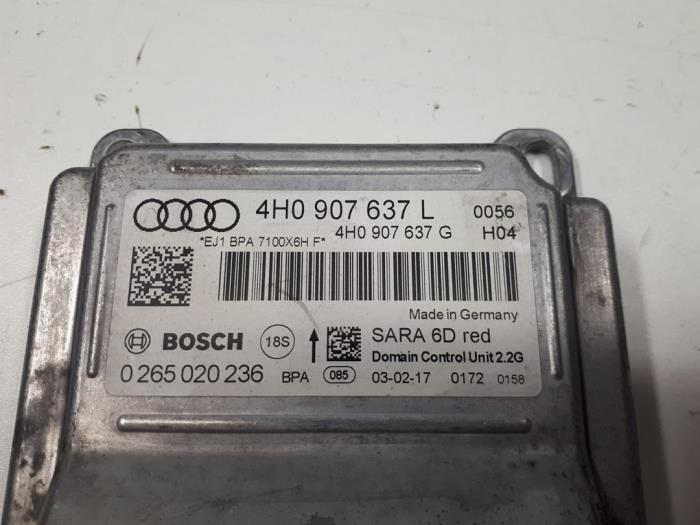 4H0 907 637 L 0056
*EJ1 BPA 7100X6H F* 4H0 907 637 G H04
Made in Germany
BOSCH 18S SARA 6D red
Domain Control Unit 2.2G
0 265 020 236 BPA 085 03-02-17 0172 0158